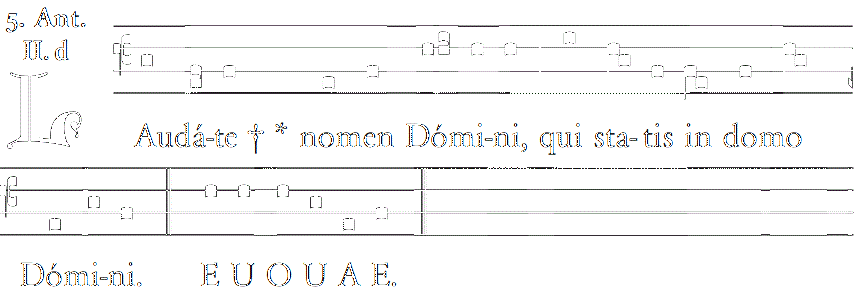 5. Ant.
II. d
LAudá-te † * nomen Dómi-ni, qui sta-tis in domo
Dómi-ni. E U O U A E.